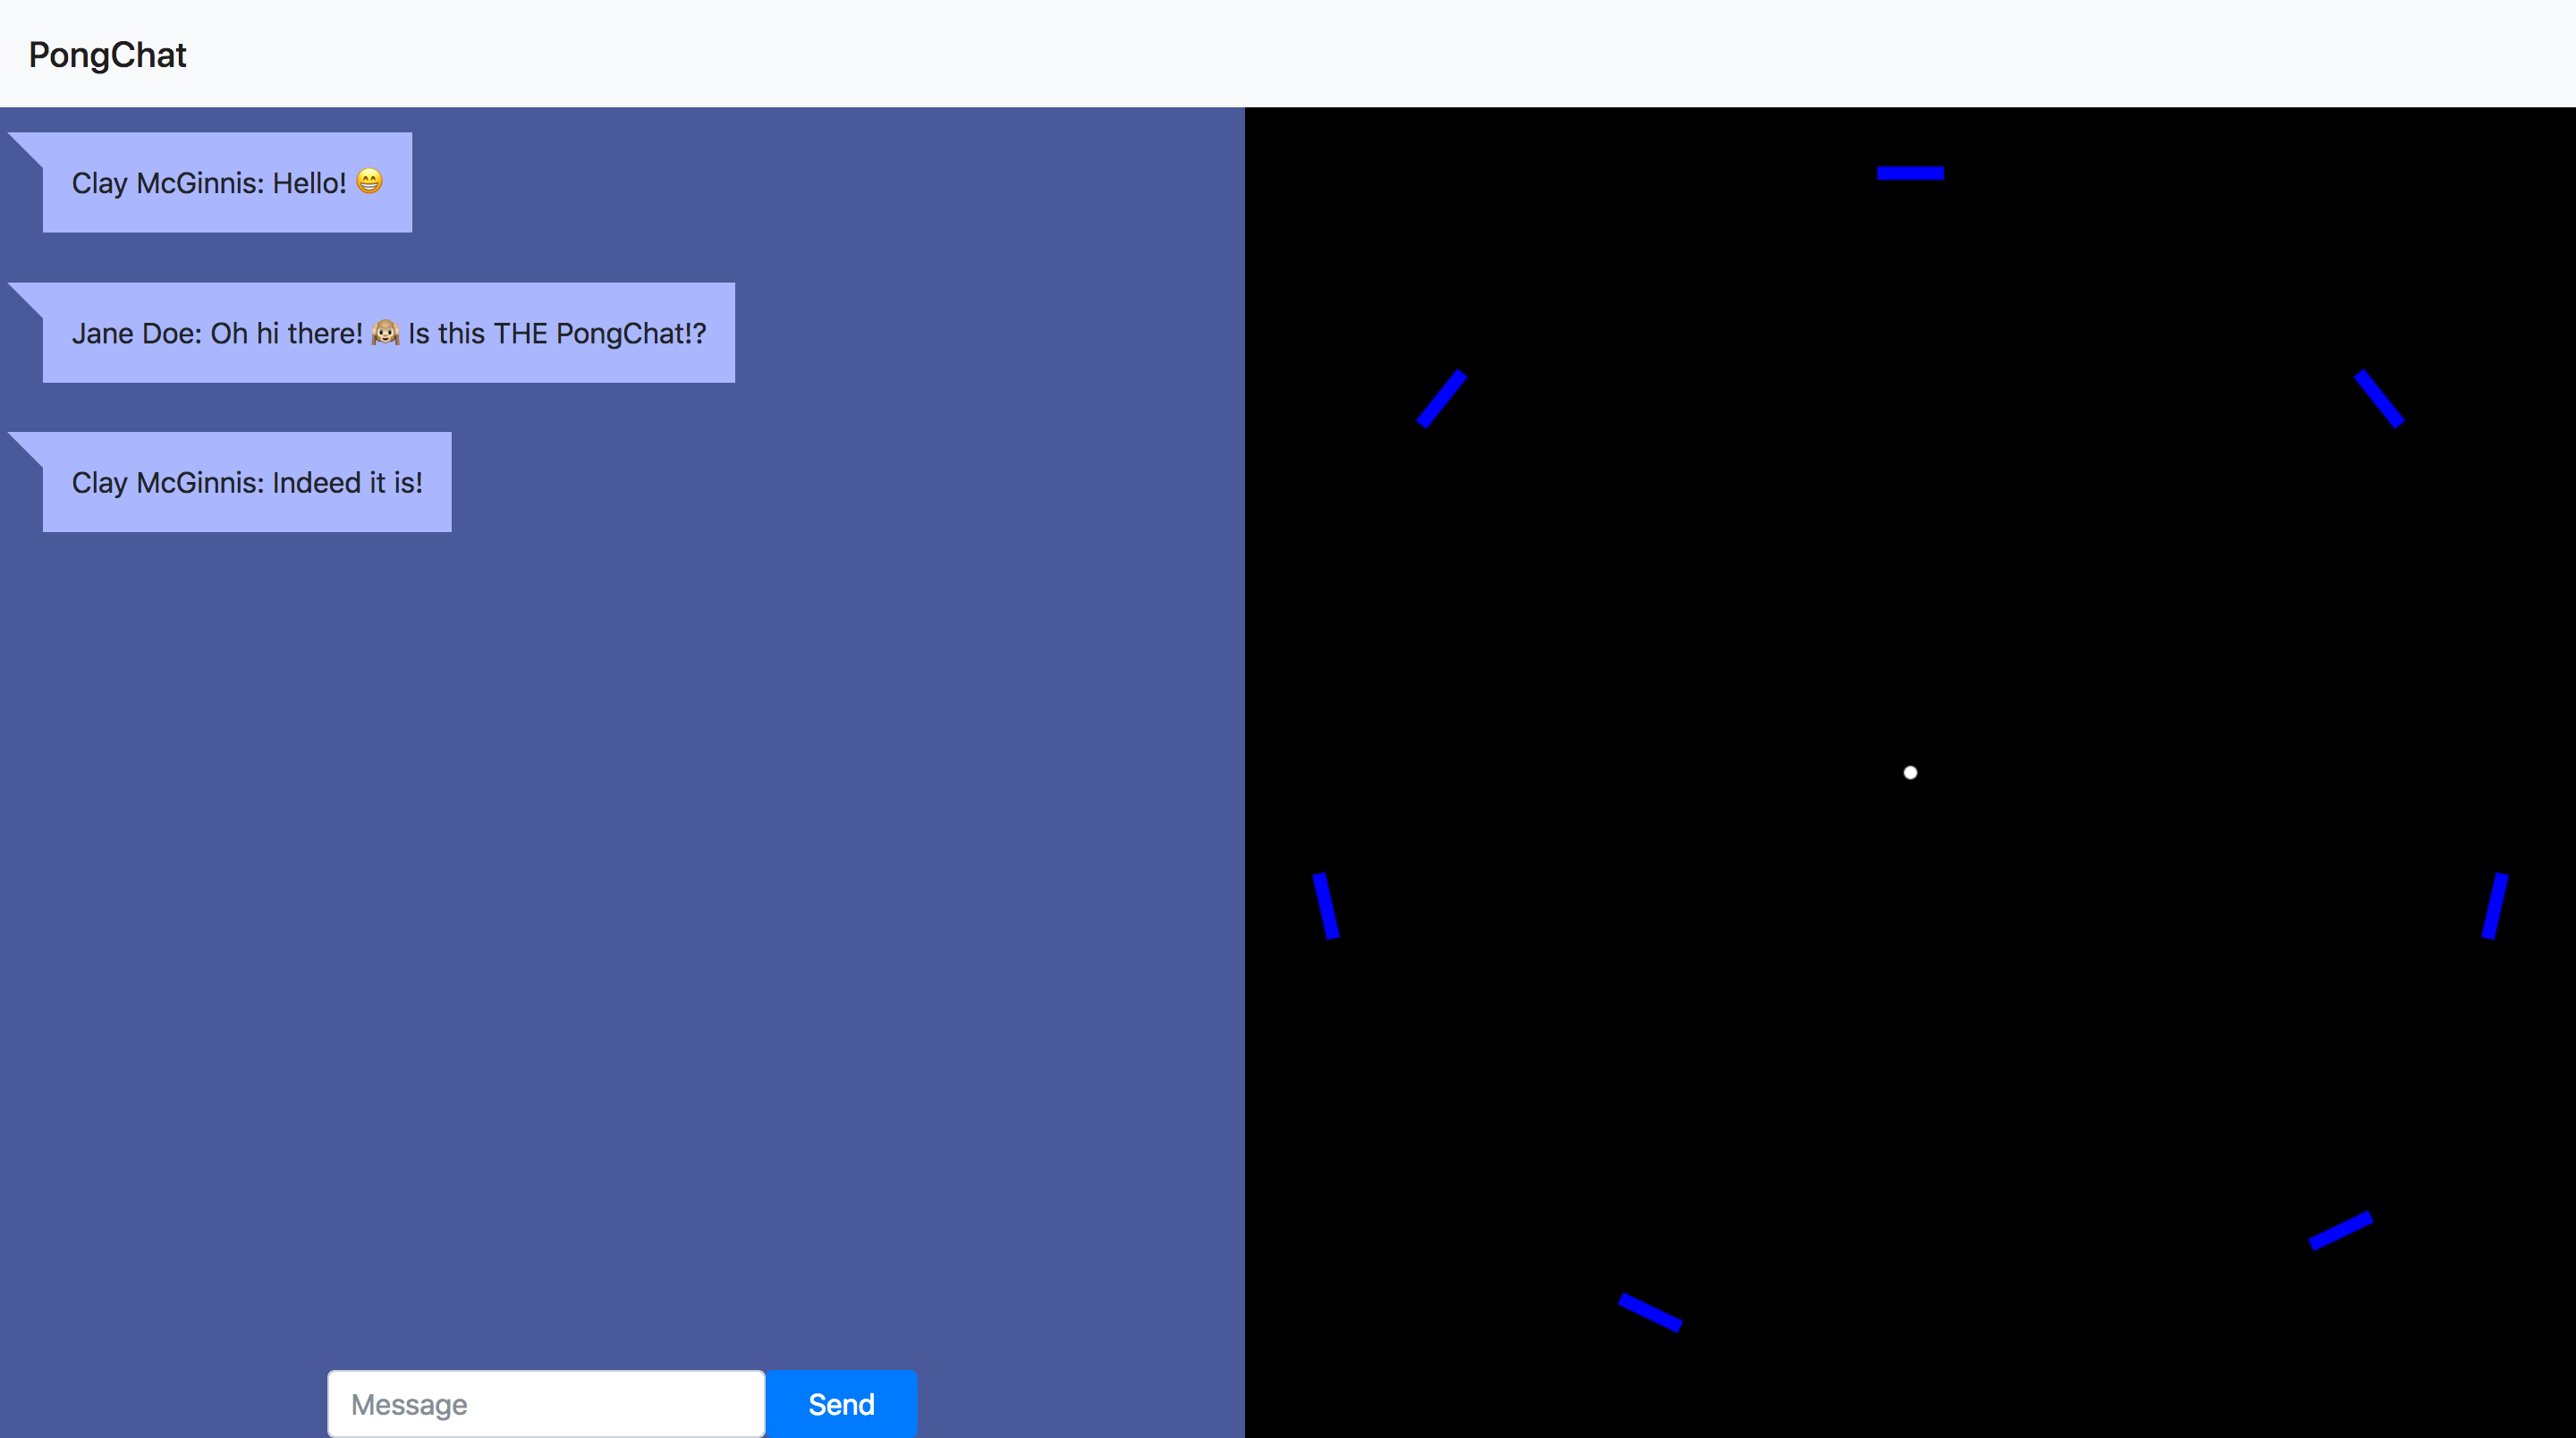 PongChat
Clay McGinnis: Hello! 😁
Jane Doe: Oh hi there! 🙉 Is this THE PongChat!?
Clay McGinnis: Indeed it is!
Message
Send